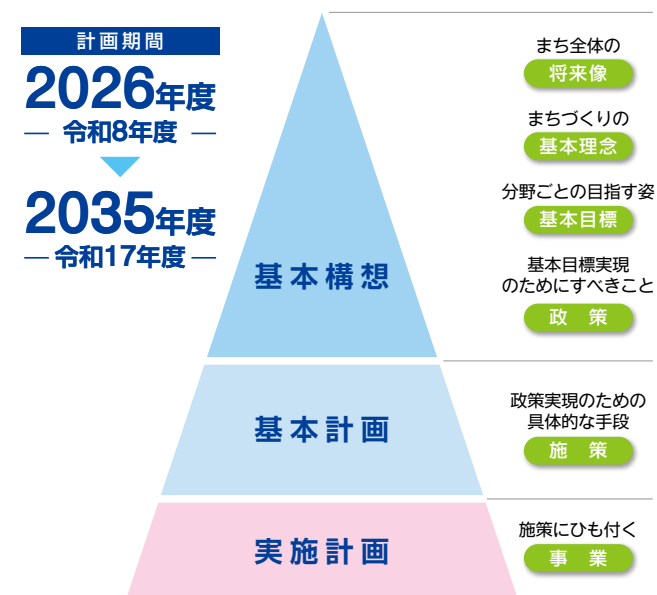 計画期間
2026年度
― 令和8年度 ―
2035年度
― 令和17年度 ―
基本構想
まち全体の
将来像
まちづくりの
基本理念
分野ごとの目指す姿
基本目標
基本目標実現
のためにすべきこと
政 策
基本計画
政策実現のための
具体的な手段
施 策
実施計画
施策にひも付く
事 業